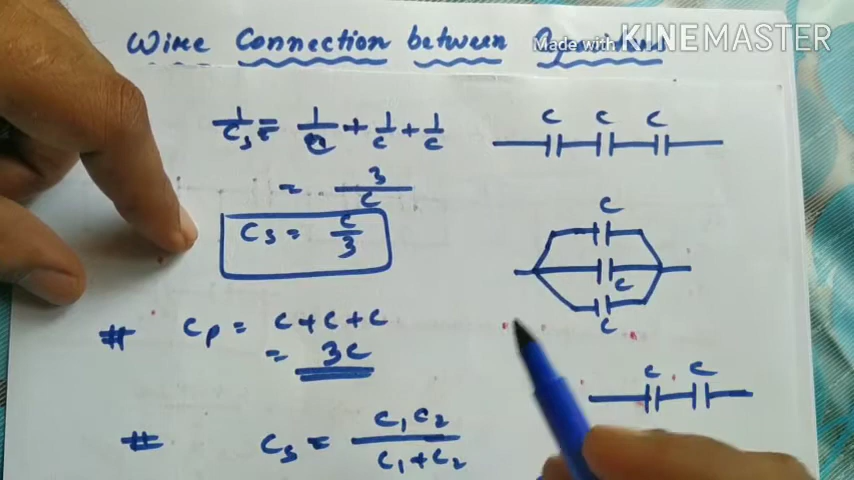 Wire Connection between
Made with KINEMASTER
1/Cs = 1/C + 1/C + 1/C
= 3/C
Cs = C/3
# Cp = C + C + C
= 3C
# Cs = C1C2/C1+C2
C C C
C
C
C
C C